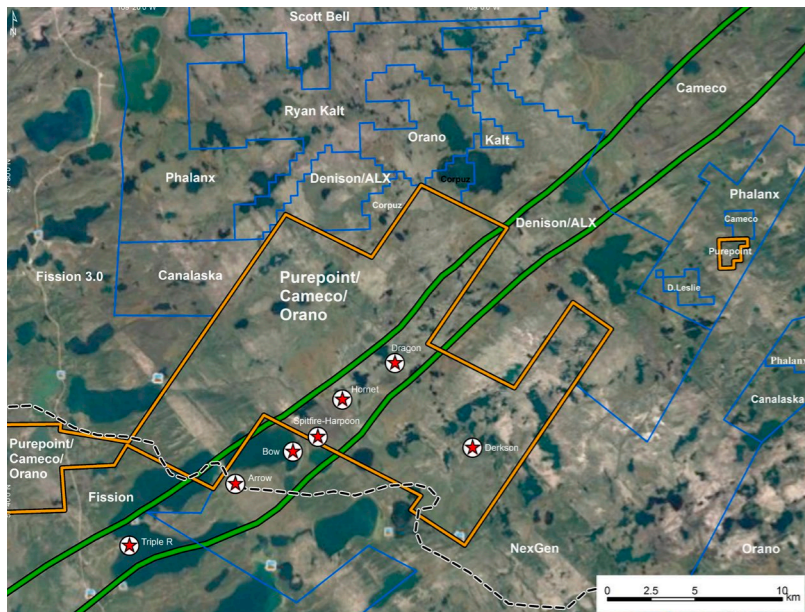 Scott Bell
N
Cameco
Ryan Kalt
Orano
Kalt
Phalanx
Denison/ALX
Corpuz
Corpuz
Phalanx
Cameco
Denison/ALX
Purepoint
Fission 3.0
Canalaska
Purepoint/
Cameco/
Orano
D.Leslie
Dragon
Phalanx
Hornet
Canalaska
Spitfire-Harpoon
Purepoint/
Cameco/
Orano
Bow
Derkson
Arrow
Fission
Triple R
NexGen
Orano
0 2.5 5 10
km